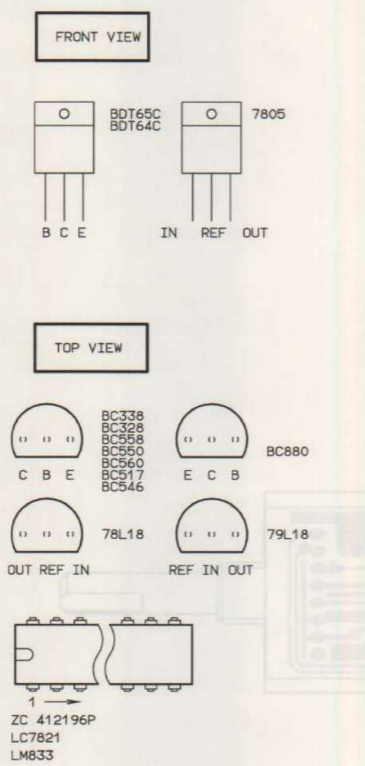 FRONT VIEW
BDT65C
BDT64C
7805
B C E
IN REF OUT
TOP VIEW
BC338
BC328
BC558
BC550
BC560
BC517
BC546
BC880
C B E
E C B
78L18
79L18
OUT REF IN
REF IN OUT
1
ZC 412196P
LC7821
LM833